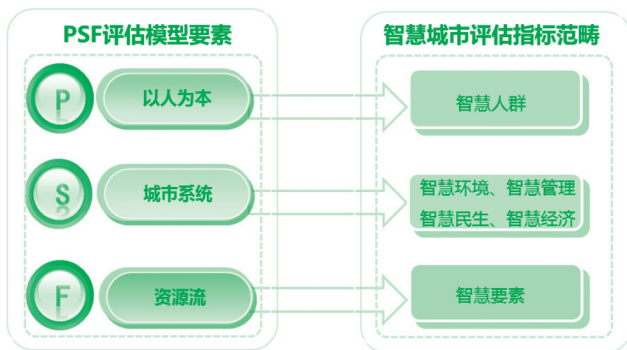 PSF评估模型要素
智慧城市评估指标范畴
P
以人为本
智慧人群
S
城市系统
智慧环境、智慧管理
智慧民生、智慧经济
F
资源流
智慧要素